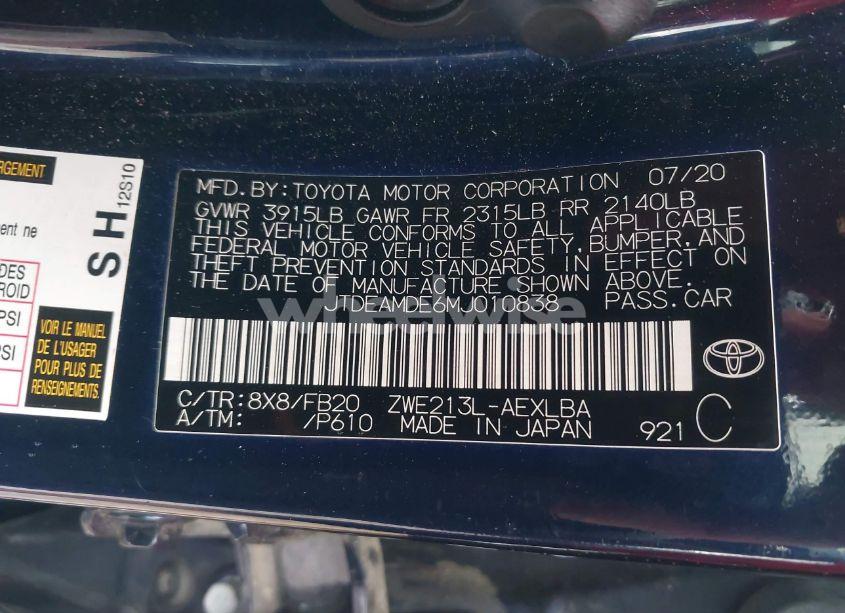 RGEMENT
ent ne
DES
ROID
PSI
PSI
VOIR LE MANUEL
DE L'USAGER
POUR PLUS DE
RENSEIGNEMENTS.
SH
12S10
MFD. BY: TOYOTA MOTOR CORPORATION 07/20
GVWR 3915LB GAWR FR 2315LB RR 2140LB
THIS VEHICLE CONFORMS TO ALL APPLICABLE
FEDERAL MOTOR VEHICLE SAFETY, BUMPER, AND
THEFT PREVENTION STANDARDS IN EFFECT ON
THE DATE OF MANUFACTURE SHOWN ABOVE.
JTDEAMDE6MJ010838 PASS.CAR
wheelwise
C/TR: 8X8/FB20 ZWE213L-AEXLBA
A/TM: /P610 MADE IN JAPAN 921 C